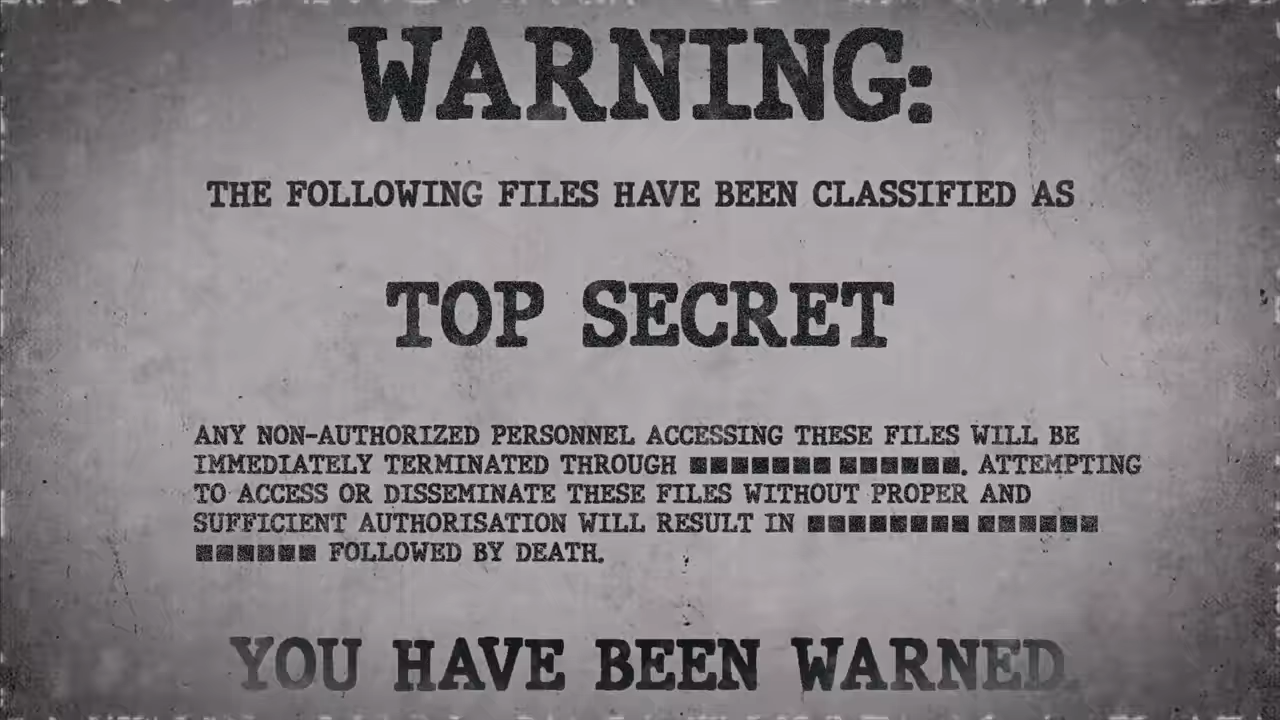 WARNING:
THE FOLLOWING FILES HAVE BEEN CLASSIFIED AS
TOP SECRET
ANY NON-AUTHORIZED PERSONNEL ACCESSING THESE FILES WILL BE
IMMEDIATELY TERMINATED THROUGH ■■■■■■■ ■■■■■■. ATTEMPTING
TO ACCESS OR DISSEMINATE THESE FILES WITHOUT PROPER AND
SUFFICIENT AUTHORISATION WILL RESULT IN ■■■■■■■■ ■■■■■■
■■■■■■ FOLLOWED BY DEATH.
YOU HAVE BEEN WARNED.